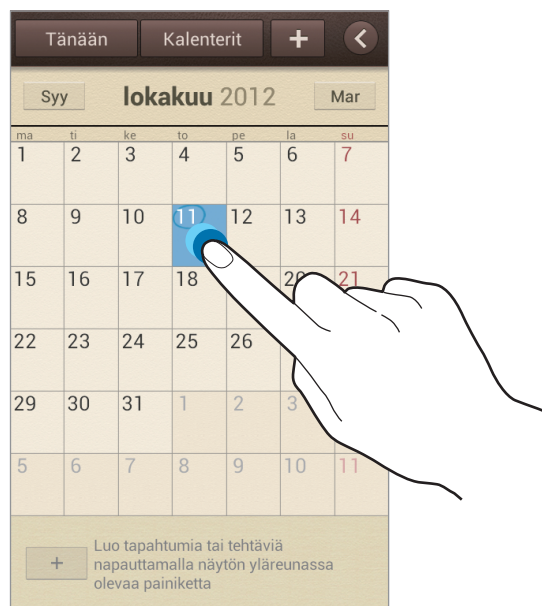 Tänään Kalenterit +
Syy lokakuu 2012 Mar
ma ti ke to pe la su
1 2 3 4 5 6 7
8 9 10 11 12 13 14
15 16 17 18 20 21
22 23 24 25 26
29 30 31 1 2 3
5 6 7 8 9 10 11
+ Luo tapahtumia tai tehtäviä
napauttamalla näytön yläreunassa
olevaa painiketta